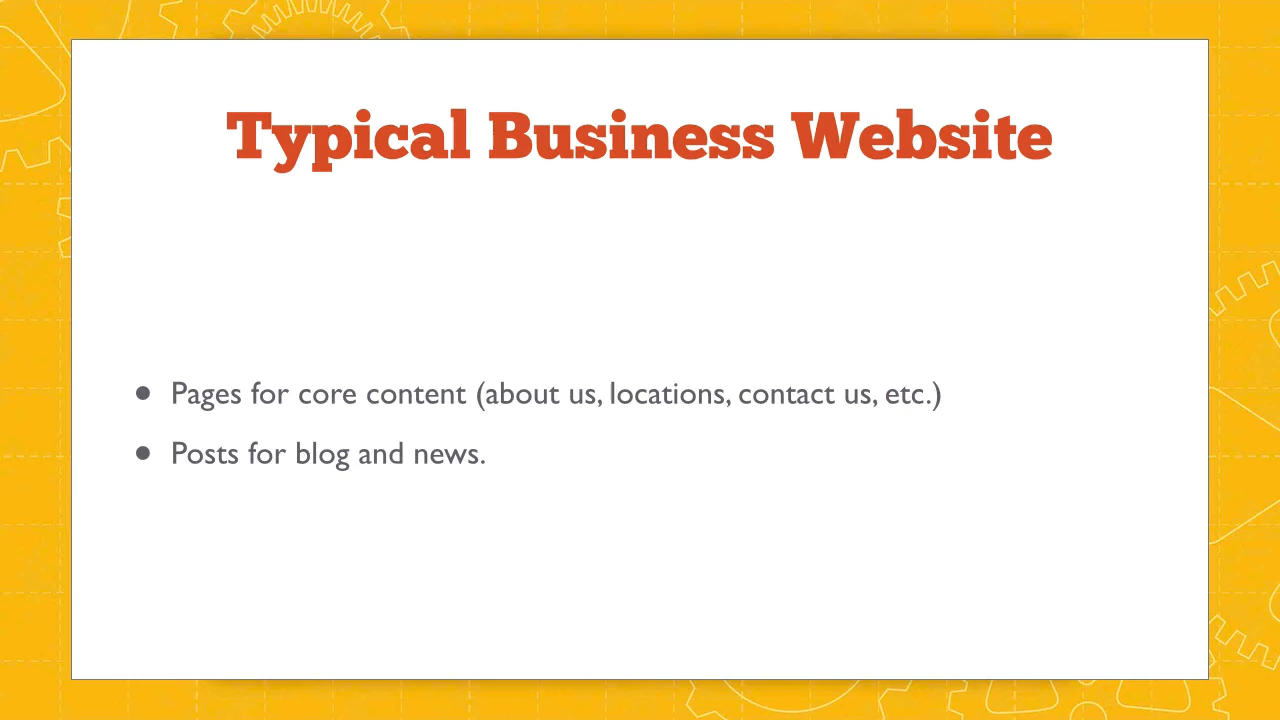 Typical Business Website
• Pages for core content (about us, locations, contact us, etc.)
• Posts for blog and news.